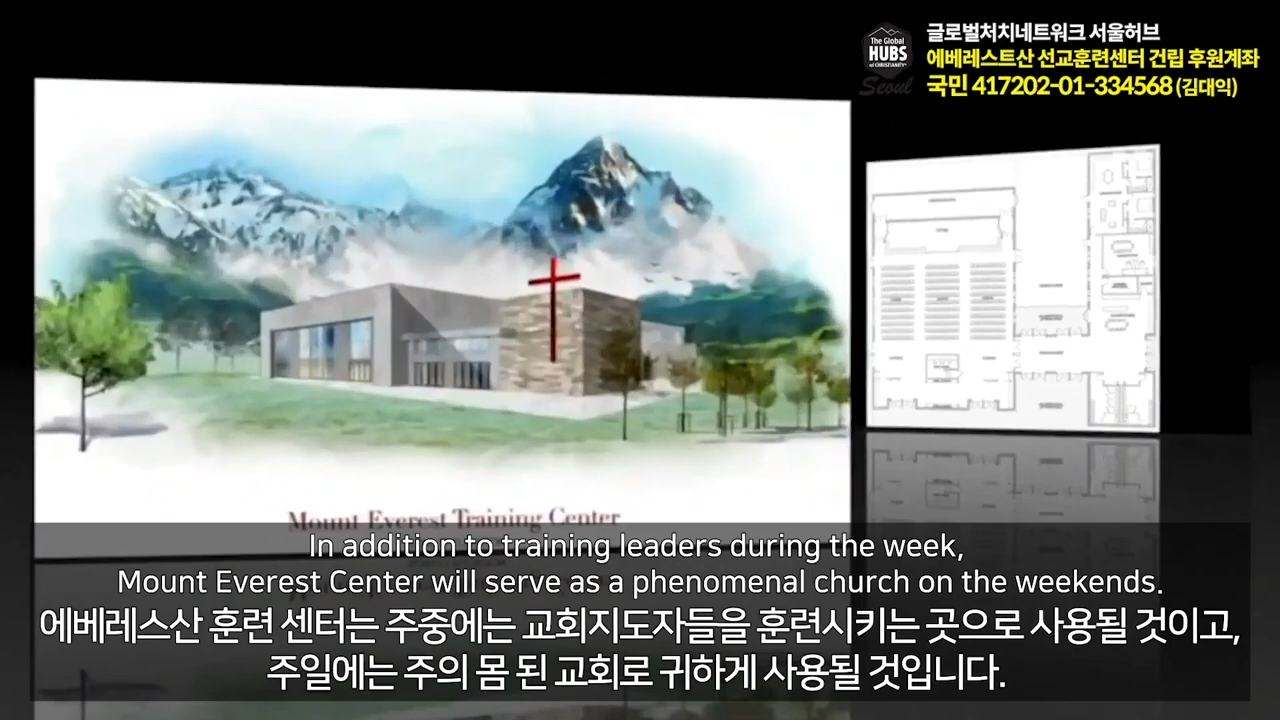 The Global
HUBS
of CHRISTIANITY
Seoul
글로벌처치네트워크 서울허브
에베레스트산 선교훈련센터 건립 후원계좌
국민 417202-01-334568 (김대익)
Mount Everest Training Center
In addition to training leaders during the week,
Mount Everest Center will serve as a phenomenal church on the weekends.
에베레스산 훈련 센터는 주중에는 교회지도자들을 훈련시키는 곳으로 사용될 것이고,
주일에는 주의 몸 된 교회로 귀하게 사용될 것입니다.